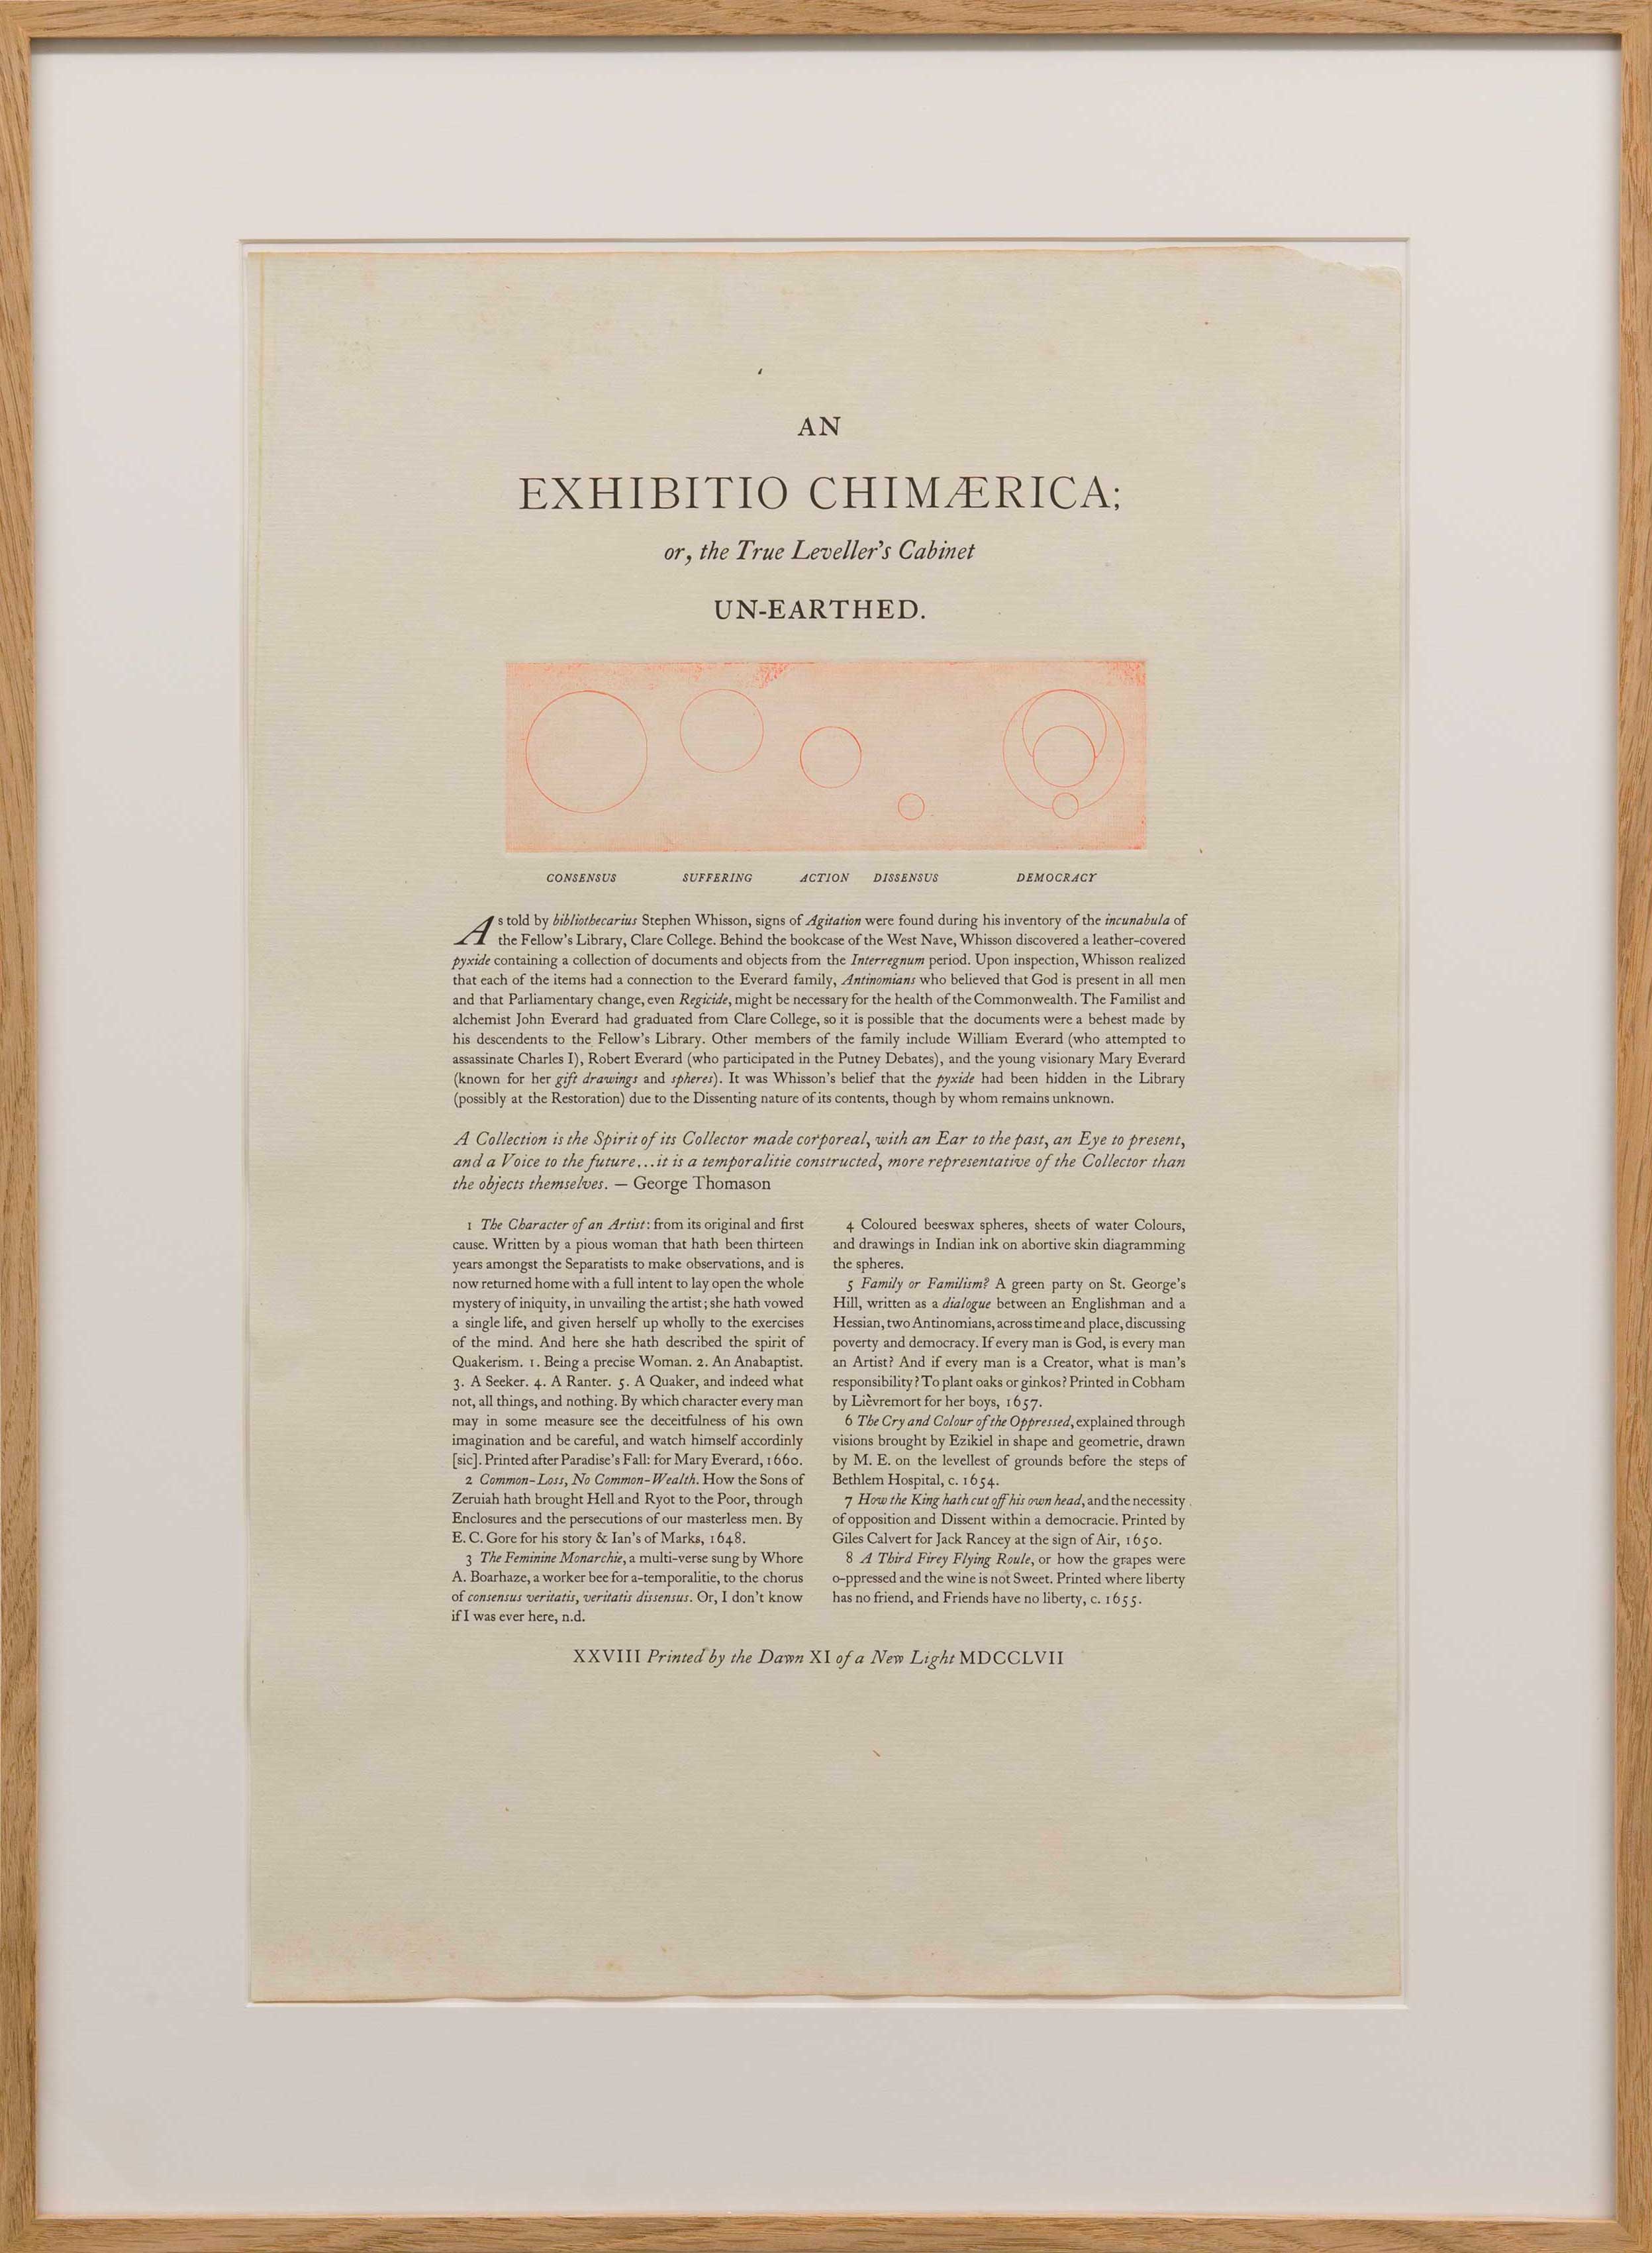 AN
EXHIBITIO CHIMÆRICA;
or, the True Leveller's Cabinet
UN-EARTHED.
CONSENSUS SUFFERING ACTION DISSENSUS DEMOCRACY
As told by bibliothecarius Stephen Whisson, signs of Agitation were found during his inventory of the incunabula of
the Fellow's Library, Clare College. Behind the bookcase of the West Nave, Whisson discovered a leather-covered
pyxide containing a collection of documents and objects from the Interregnum period. Upon inspection, Whisson realized
that each of the items had a connection to the Everard family, Antinomians who believed that God is present in all men
and that Parliamentary change, even Regicide, might be necessary for the health of the Commonwealth. The Familist and
alchemist John Everard had graduated from Clare College, so it is possible that the documents were a behest made by
his descendents to the Fellow's Library. Other members of the family include William Everard (who attempted to
assassinate Charles I), Robert Everard (who participated in the Putney Debates), and the young visionary Mary Everard
(known for her gift drawings and spheres). It was Whisson's belief that the pyxide had been hidden in the Library
(possibly at the Restoration) due to the Dissenting nature of its contents, though by whom remains unknown.
A Collection is the Spirit of its Collector made corporeal, with an Ear to the past, an Eye to present,
and a Voice to the future...it is a temporalitie constructed, more representative of the Collector than
the objects themselves. — George Thomason
1 The Character of an Artist: from its original and first
cause. Written by a pious woman that hath been thirteen
years amongst the Separatists to make observations, and is
now returned home with a full intent to lay open the whole
mystery of iniquity, in unvailing the artist; she hath vowed
a single life, and given herself up wholly to the exercises
of the mind. And here she hath described the spirit of
Quakerism. 1. Being a precise Woman. 2. An Anabaptist.
3. A Seeker. 4. A Ranter. 5. A Quaker, and indeed what
not, all things, and nothing. By which character every man
may in some measure see the deceitfulness of his own
imagination and be careful, and watch himself accordinly
[sic]. Printed after Paradise's Fall: for Mary Everard, 1660.
2 Common-Loss, No Common-Wealth. How the Sons of
Zeruiah hath brought Hell and Ryot to the Poor, through
Enclosures and the persecutions of our masterless men. By
E. C. Gore for his story & Ian's of Marks, 1648.
3 The Feminine Monarchie, a multi-verse sung by Whore
A. Boarhaze, a worker bee for a-temporalitie, to the chorus
of consensus veritatis, veritatis dissensus. Or, I don't know
if I was ever here, n.d.
4 Coloured beeswax spheres, sheets of water Colours,
and drawings in Indian ink on abortive skin diagramming
the spheres.
5 Family or Familism? A green party on St. George's
Hill, written as a dialogue between an Englishman and a
Hessian, two Antinomians, across time and place, discussing
poverty and democracy. If every man is God, is every man
an Artist? And if every man is a Creator, what is man's
responsibility? To plant oaks or ginkos? Printed in Cobham
by Lièvremort for her boys, 1657.
6 The Cry and Colour of the Oppressed, explained through
visions brought by Ezikiel in shape and geometrie, drawn
by M. E. on the levellest of grounds before the steps of
Bethlem Hospital, c. 1654.
7 How the King hath cut off his own head, and the necessity
of opposition and Dissent within a democracie. Printed by
Giles Calvert for Jack Rancey at the sign of Air, 1650.
8 A Third Firey Flying Roule, or how the grapes were
o-ppressed and the wine is not Sweet. Printed where liberty
has no friend, and Friends have no liberty, c. 1655.
XXVIII Printed by the Dawn XI of a New Light MDCCLVII